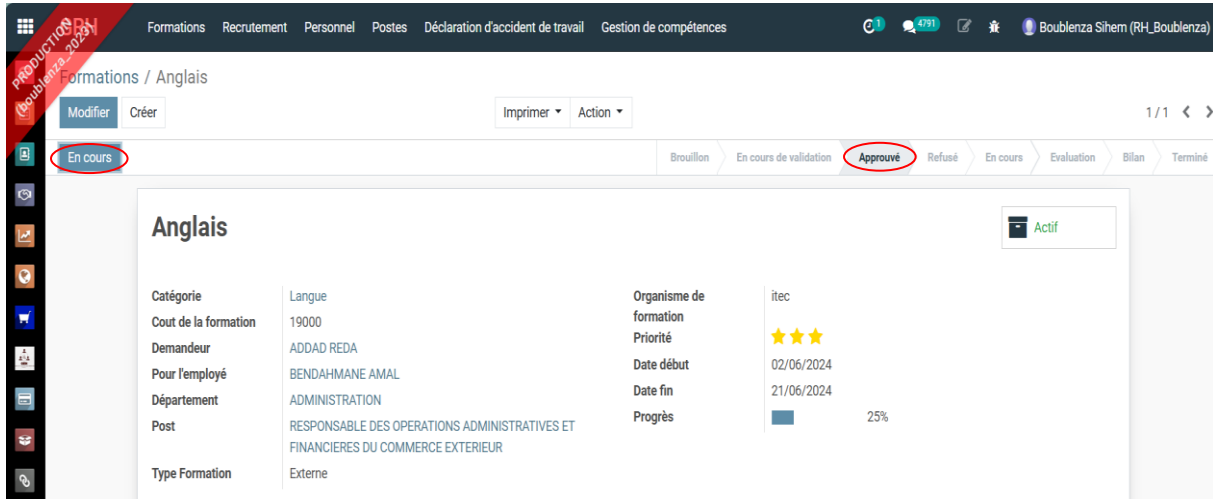 GRH Formations Recrutement Personnel Postes Déclaration d'accident de travail Gestion de compétences 1 4791 Boublenza Sihem (RH_Boublenza)
PRODUCTION
(boublenza_2023)
Formations / Anglais
Modifier Créer Imprimer Action 1 / 1
En cours Brouillon En cours de validation Approuvé Refusé En cours Evaluation Bilan Terminé
Anglais
Actif
Catégorie Langue
Cout de la formation 19000
Demandeur ADDAD REDA
Pour l'employé BENDAHMANE AMAL
Département ADMINISTRATION
Post RESPONSABLE DES OPERATIONS ADMINISTRATIVES ET
FINANCIERES DU COMMERCE EXTERIEUR
Type Formation Externe
Organisme de itec
formation
Priorité
Date début 02/06/2024
Date fin 21/06/2024
Progrès 25%